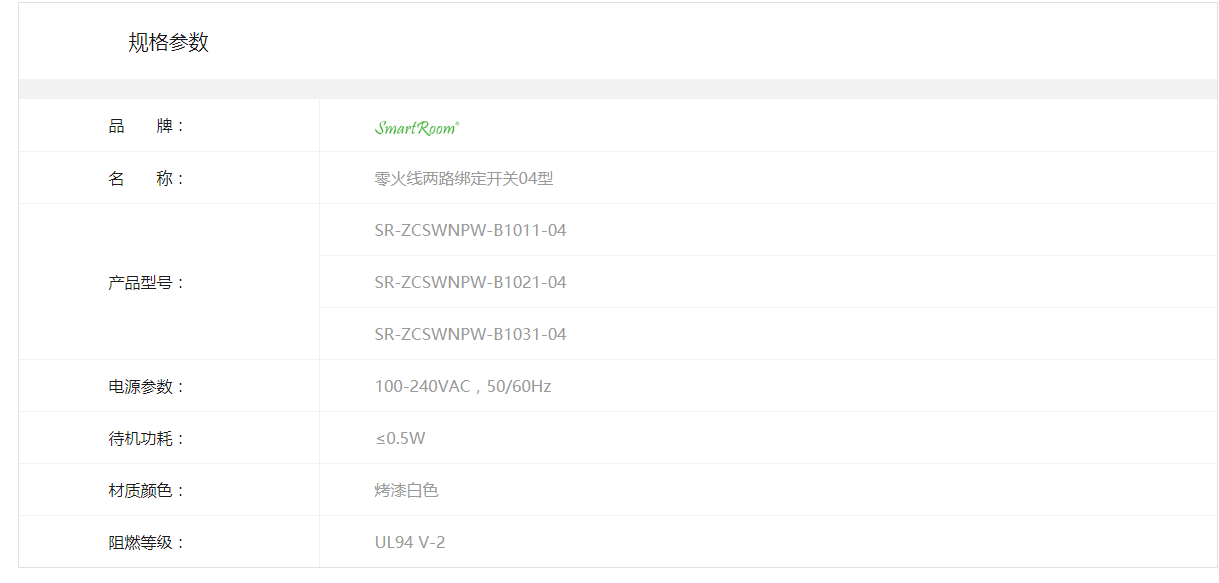 规格参数
品 牌：
SmartRoom®
名 称：
零火线两路绑定开关04型
产品型号：
SR-ZCSWNPW-B1011-04
SR-ZCSWNPW-B1021-04
SR-ZCSWNPW-B1031-04
电源参数：
100-240VAC，50/60Hz
待机功耗：
≤0.5W
材质颜色：
烤漆白色
阻燃等级：
UL94 V-2